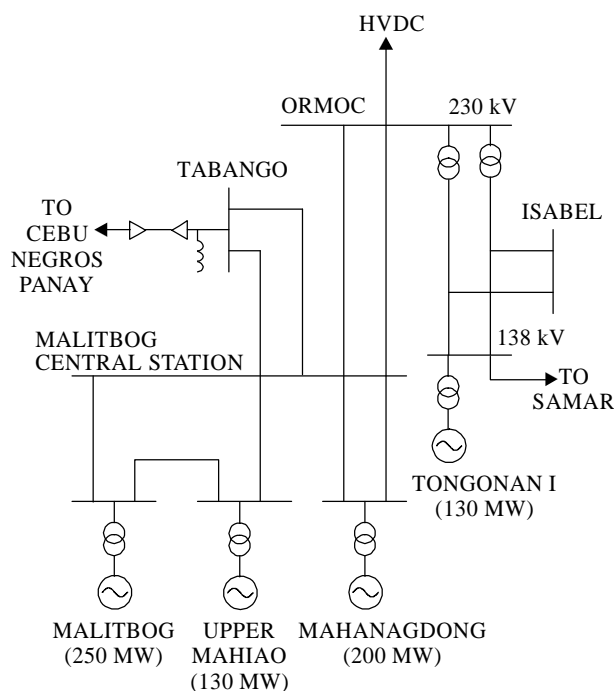 HVDC
ORMOC
230 kV
TABANGO
TO
CEBU
NEGROS
PANAY
ISABEL
MALITBOG
CENTRAL STATION
138 kV
TO
SAMAR
TONGONAN I
(130 MW)
MALITBOG
(250 MW)
UPPER
MAHIAO
(130 MW)
MAHANAGDONG
(200 MW)